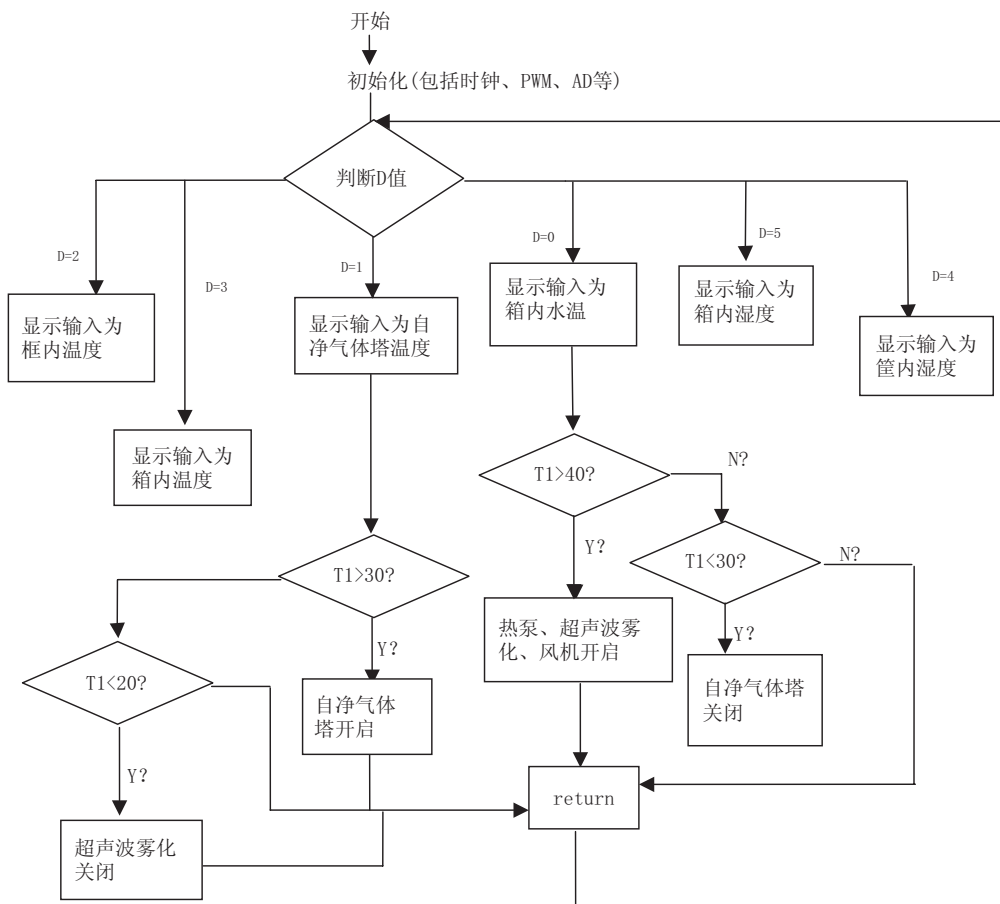 开始
初始化(包括时钟、PWM、AD等)
判断D值
D=2
D=3
D=1
D=0
D=5
D=4
显示输入为
框内温度
显示输入为
箱内温度
显示输入为自
净气体塔温度
显示输入为
箱内水温
显示输入为
箱内湿度
显示输入为
筐内湿度
T1>40?
N?
Y?
T1<30?
N?
Y?
T1>30?
Y?
T1<20?
Y?
热泵、超声波雾
化、风机开启
自净气体塔
关闭
自净气体
塔开启
超声波雾化
关闭
return